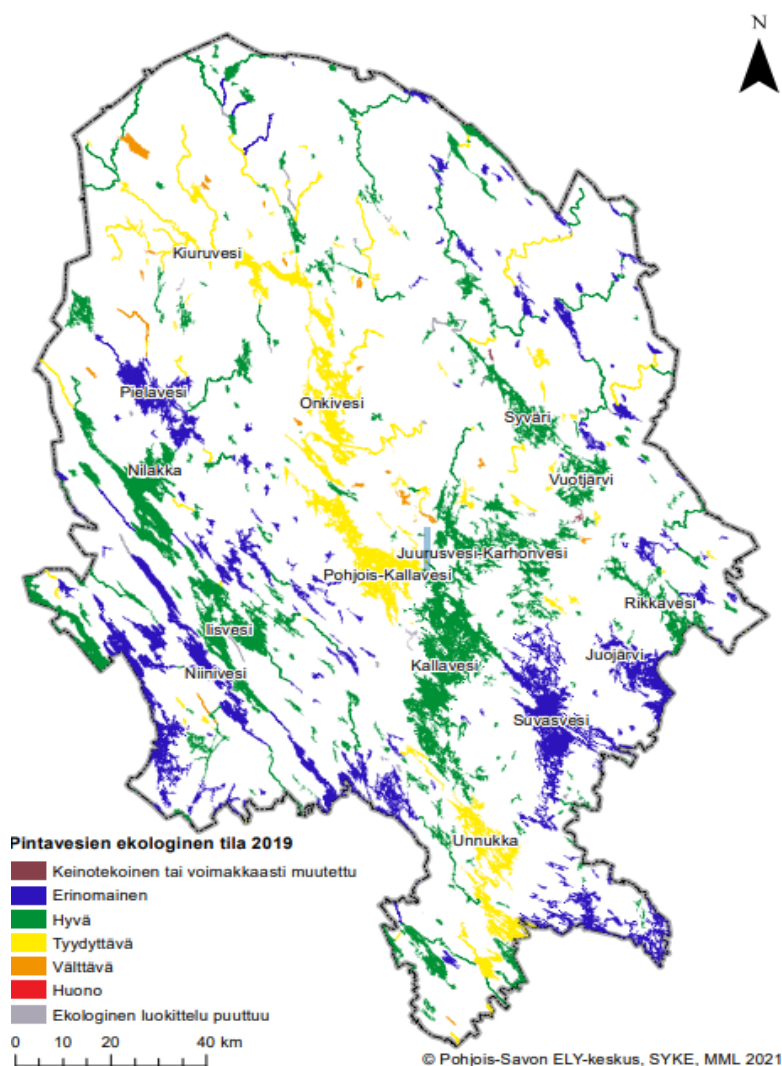 N
Kiuruvesi
Pielavesi
Onkivesi
Syväri
Nilakka
Vuotjärvi
Juurusvesi-Karhonvesi
Pohjois-Kallavesi
Rikkavesi
Iisvesi
Juojärvi
Kallavesi
Niinivesi
Suvasvesi
Unnukka
Pintavesien ekologinen tila 2019
Keinotekoinen tai voimakkaasti muutettu
Erinomainen
Hyvä
Tyydyttävä
Välttävä
Huono
Ekologinen luokittelu puuttuu
0 10 20 40 km
© Pohjois-Savon ELY-keskus, SYKE, MML 2021